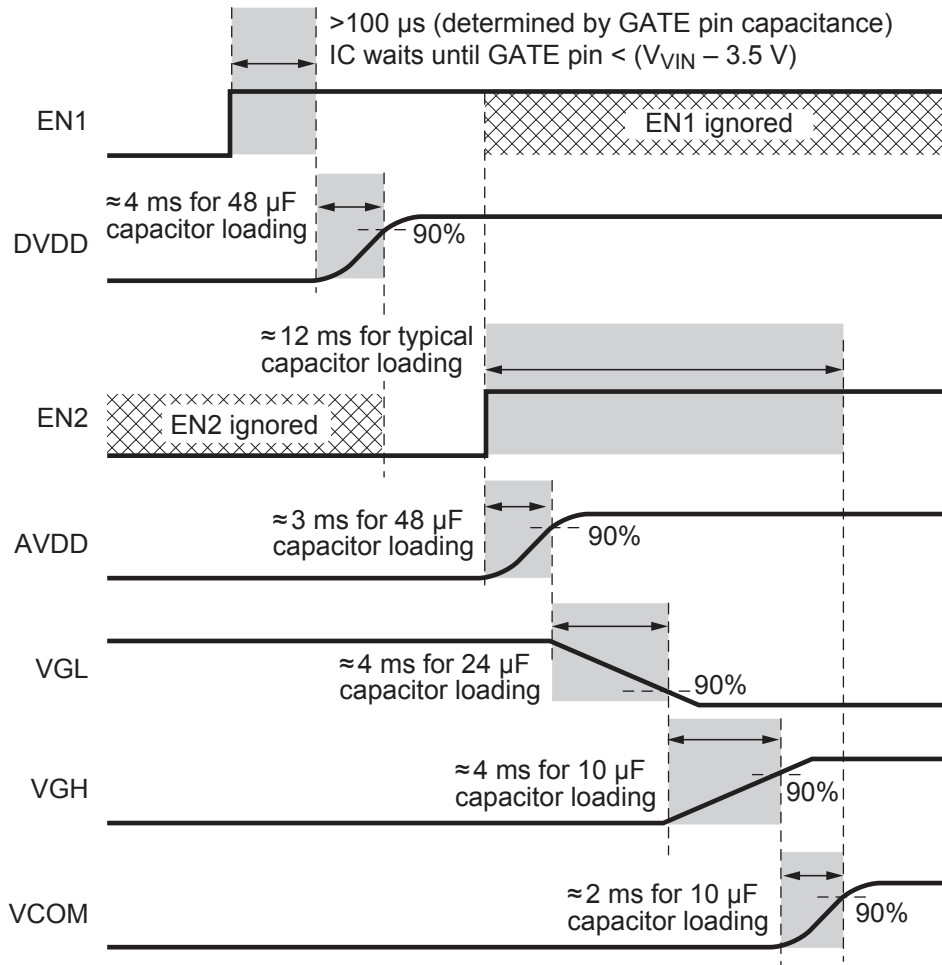 >100 µs (determined by GATE pin capacitance)
IC waits until GATE pin < (VVIN – 3.5 V)
EN1
EN1 ignored
≈4 ms for 48 µF
capacitor loading
DVDD
90%
≈12 ms for typical
capacitor loading
EN2
EN2 ignored
≈3 ms for 48 µF
capacitor loading
AVDD
90%
VGL
≈4 ms for 24 µF
capacitor loading
90%
VGH
≈4 ms for 10 µF
capacitor loading
90%
VCOM
≈2 ms for 10 µF
capacitor loading
90%